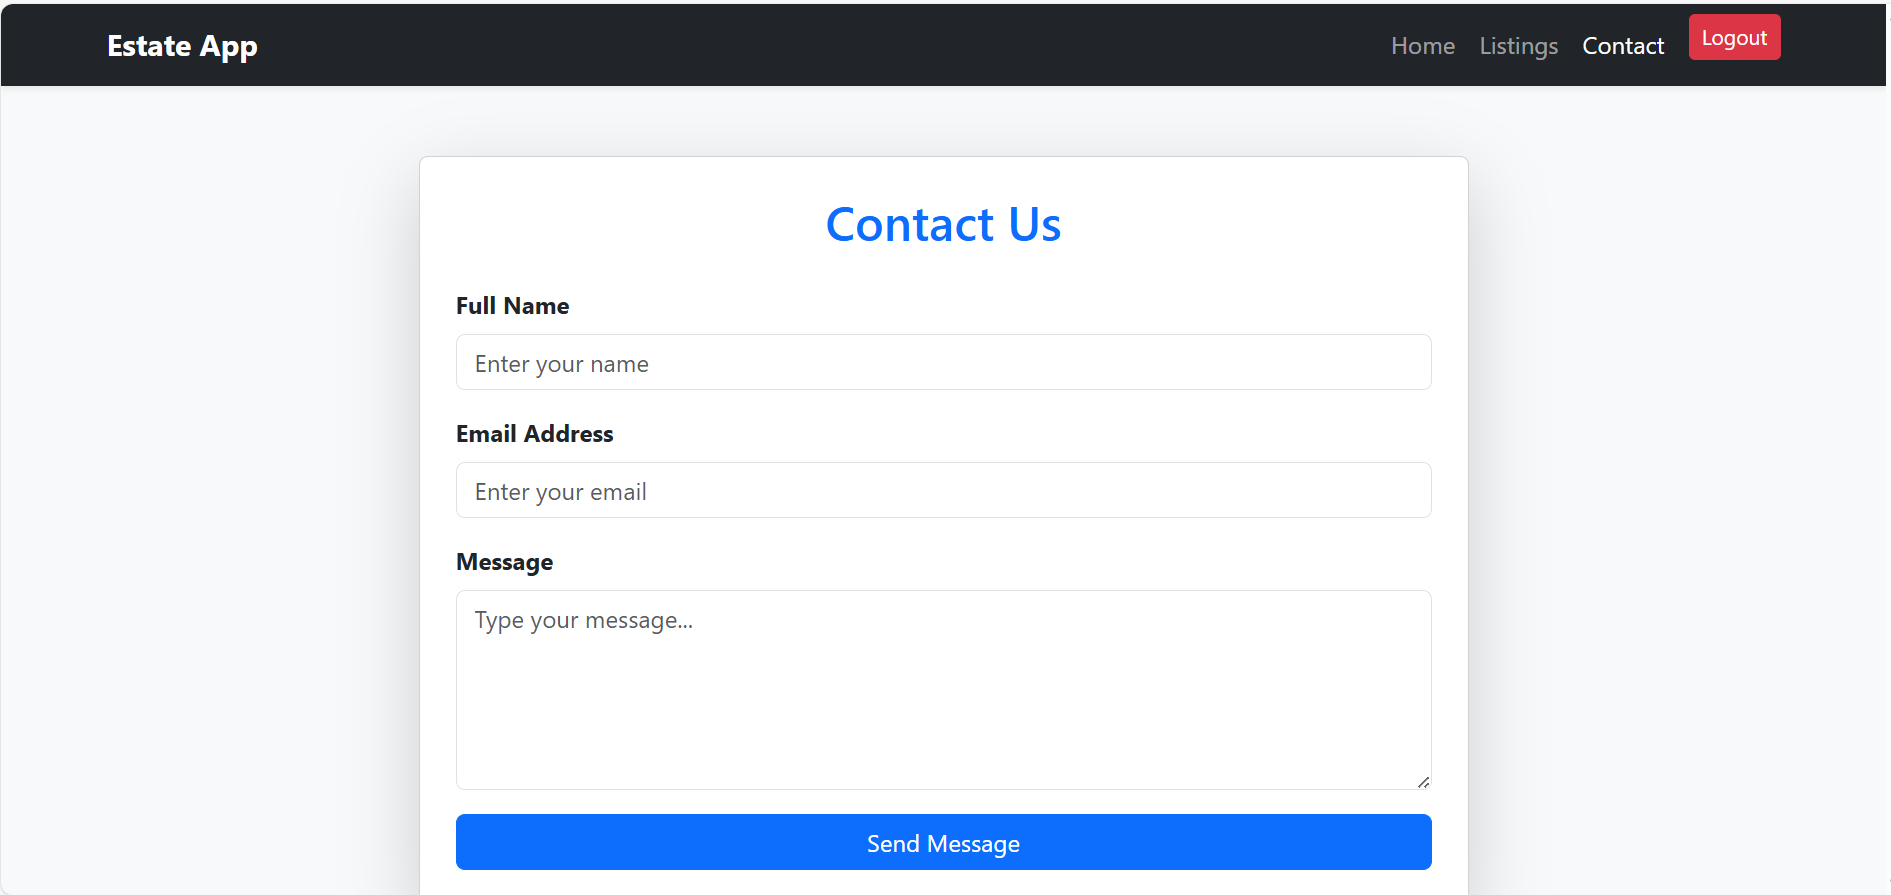 Estate App
Home Listings Contact Logout
Contact Us
Full Name
Enter your name
Email Address
Enter your email
Message
Type your message...
Send Message